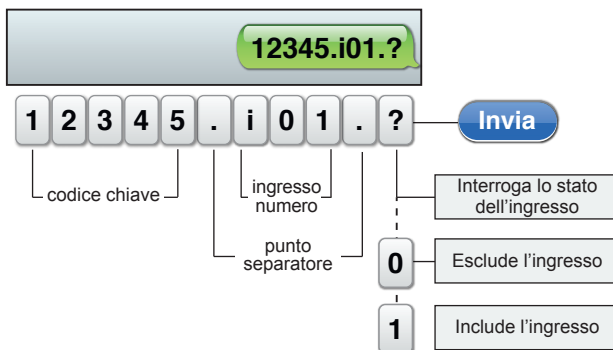 12345.i01.?
1 2 3 4 5 . i 0 1 . ?
Invia
codice chiave
ingresso
numero
punto
separatore
Interroga lo stato
dell'ingresso
0
Esclude l'ingresso
1
Include l'ingresso